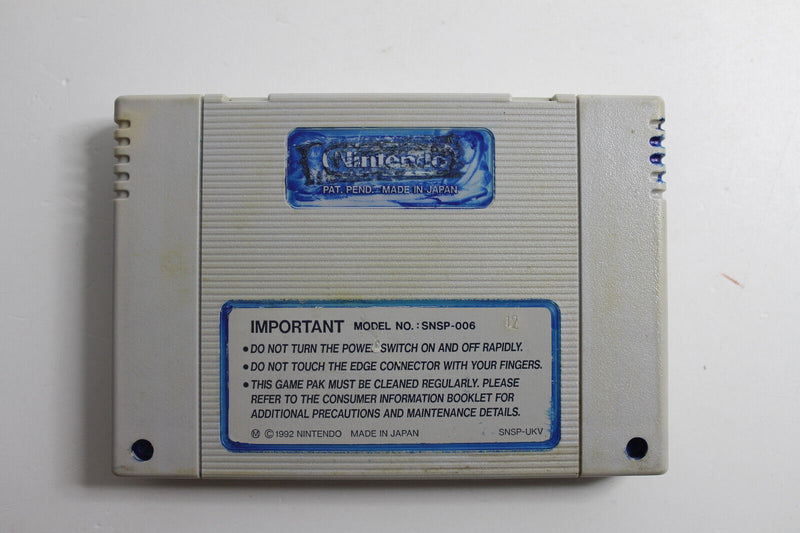 Nintendo
PAT. PEND. MADE IN JAPAN
IMPORTANT MODEL NO.: SNSP-006 12
• DO NOT TURN THE POWER SWITCH ON AND OFF RAPIDLY.
• DO NOT TOUCH THE EDGE CONNECTOR WITH YOUR FINGERS.
• THIS GAME PAK MUST BE CLEANED REGULARLY. PLEASE
REFER TO THE CONSUMER INFORMATION BOOKLET FOR
ADDITIONAL PRECAUTIONS AND MAINTENANCE DETAILS.
Ⓜ © 1992 NINTENDO MADE IN JAPAN SNSP-UKV